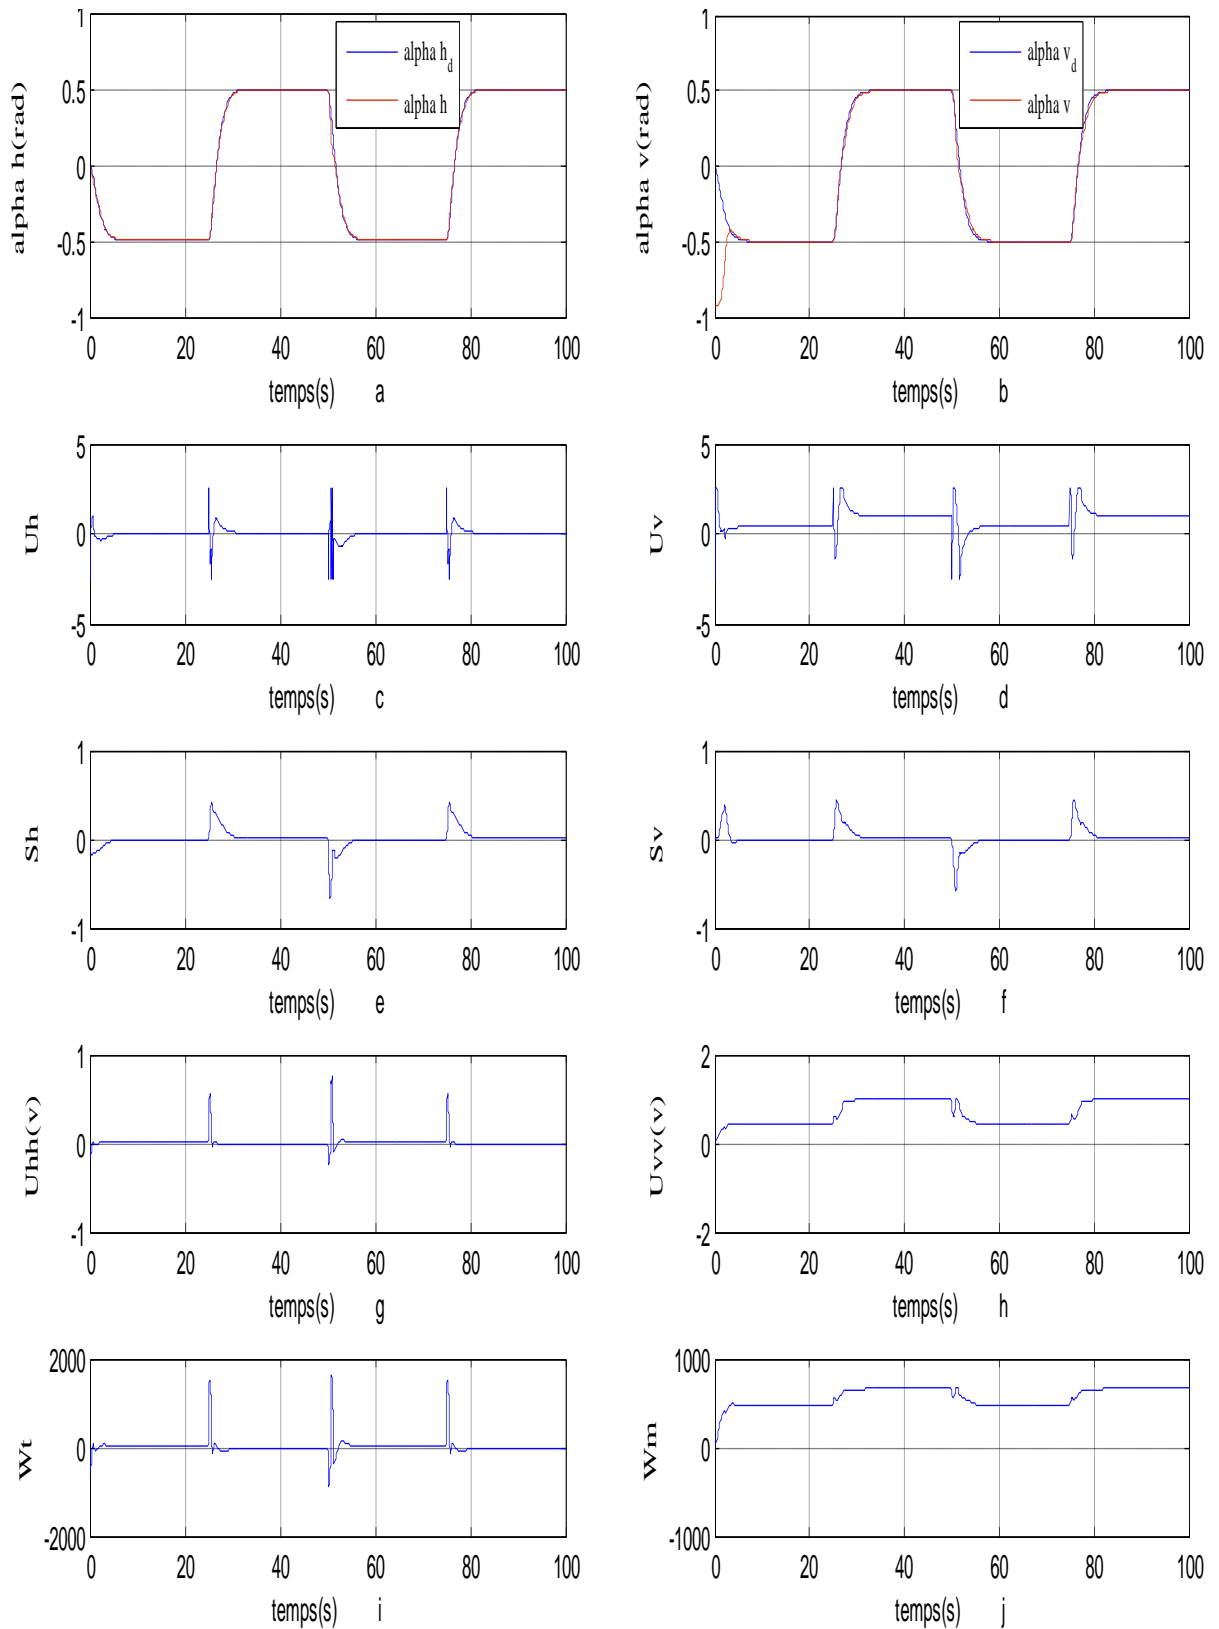 1
0.5
0
-0.5
-1
alpha h(rad)
alpha h_d
alpha h
0 20 40 60 80 100
temps(s) a
1
0.5
0
-0.5
-1
alpha v(rad)
alpha v_d
alpha v
0 20 40 60 80 100
temps(s) b
5
0
-5
Uh
0 20 40 60 80 100
temps(s) c
5
0
-5
Uv
0 20 40 60 80 100
temps(s) d
1
0
-1
Sh
0 20 40 60 80 100
temps(s) e
1
0
-1
Sv
0 20 40 60 80 100
temps(s) f
1
0
-1
Uhh(v)
0 20 40 60 80 100
temps(s) g
2
0
-2
Uvv(v)
0 20 40 60 80 100
temps(s) h
2000
0
-2000
Wt
0 20 40 60 80 100
temps(s) i
1000
0
-1000
Wm
0 20 40 60 80 100
temps(s) j